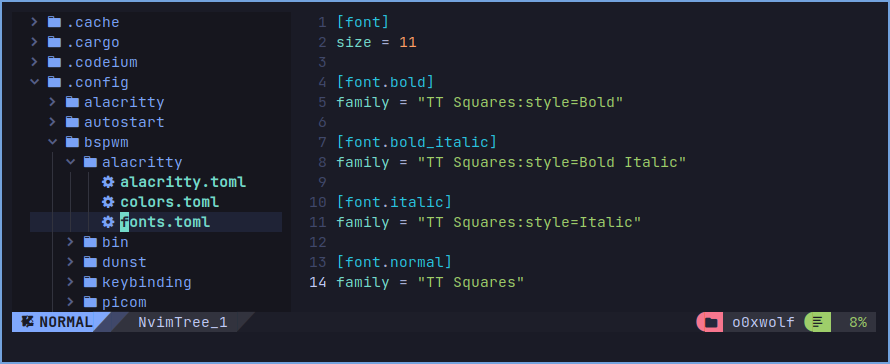 .cache
.cargo
.codeium
.config
alacritty
autostart
bspwm
alacritty
alacritty.toml
colors.toml
fonts.toml
bin
dunst
keybinding
picom
1 [font]
2 size = 11
3
4 [font.bold]
5 family = "TT Squares:style=Bold"
6
7 [font.bold_italic]
8 family = "TT Squares:style=Bold Italic"
9
10 [font.italic]
11 family = "TT Squares:style=Italic"
12
13 [font.normal]
14 family = "TT Squares"
NORMAL NvimTree_1 o0xwolf 8%